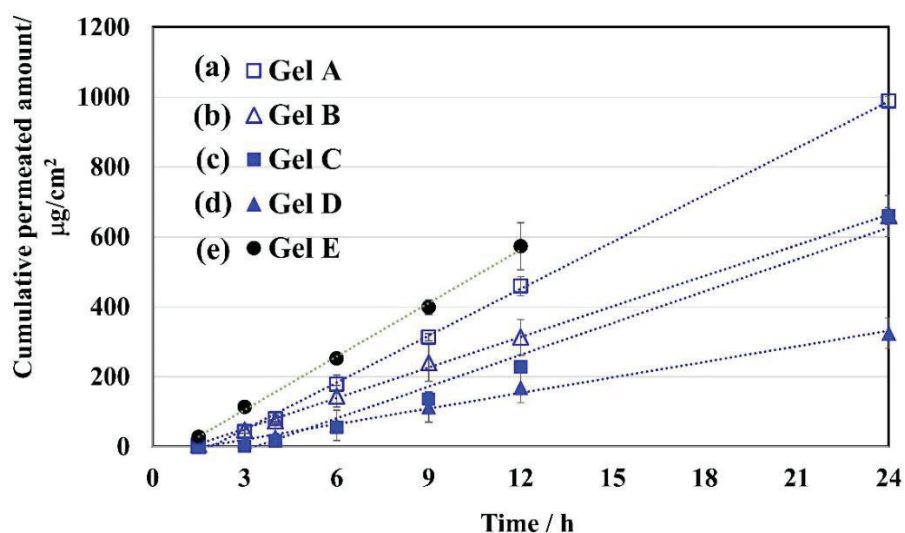 Cumulative permeated amount/
μg/cm²
1200
1000
800
600
400
200
0
(a) Gel A
(b) Gel B
(c) Gel C
(d) Gel D
(e) Gel E
0 3 6 9 12 15 18 21 24
Time / h